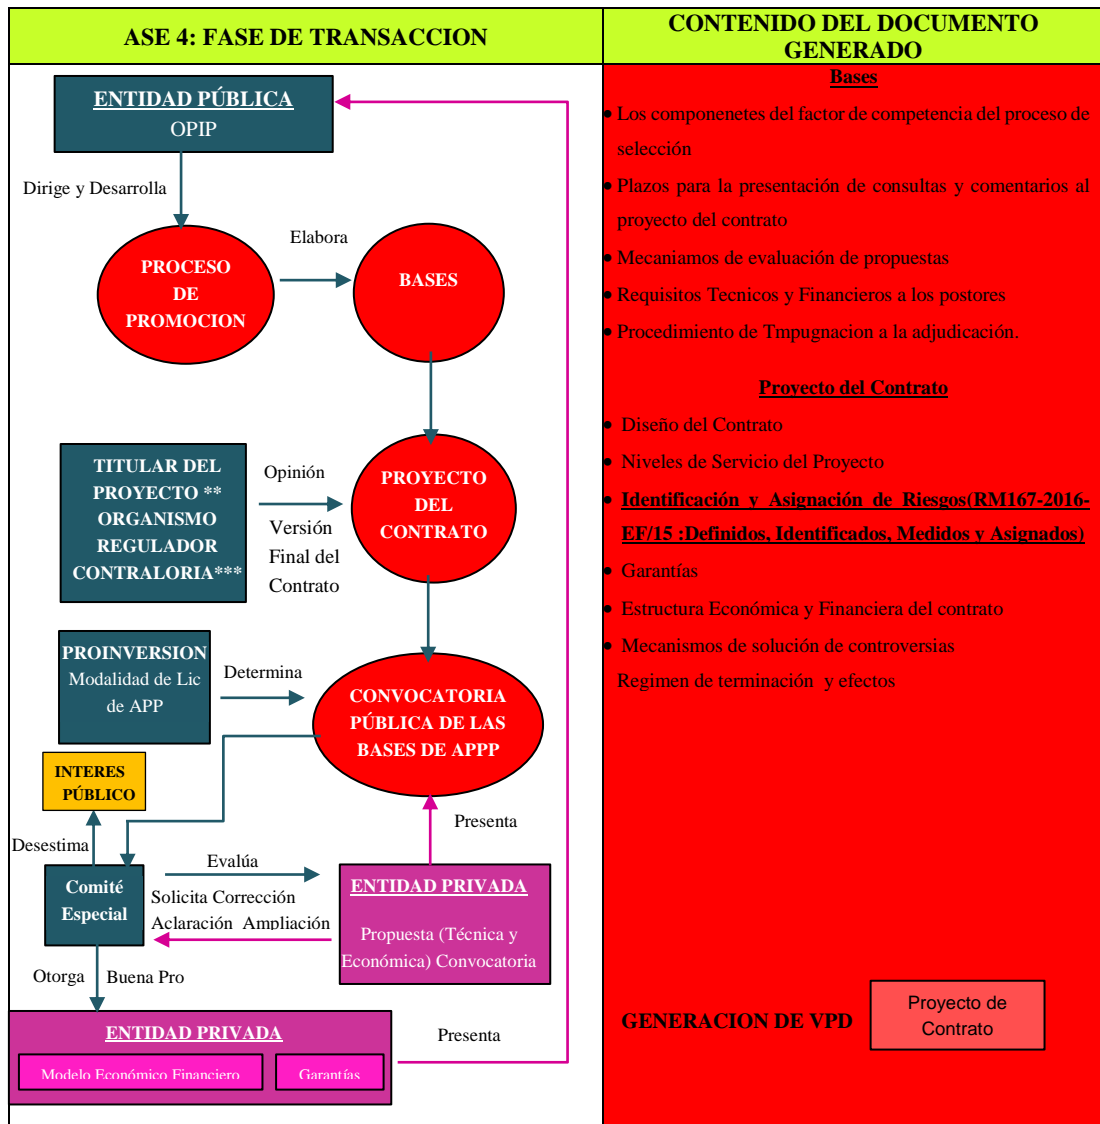 ASE 4: FASE DE TRANSACCION
ENTIDAD PÚBLICA
OPIP
Dirige y Desarrolla
Elabora
PROCESO
DE
PROMOCION
BASES
TITULAR DEL
PROYECTO **
ORGANISMO
REGULADOR
CONTRALORIA***
Opinión
Versión
Final del
Contrato
PROYECTO
DEL
CONTRATO
PROINVERSION
Modalidad de Lic
de APP
Determina
CONVOCATORIA
PÚBLICA DE LAS
BASES DE APPP
INTERES
PÚBLICO
Desestima
Presenta
Comité
Especial
Evalúa
Solicita Corrección
Aclaración Ampliación
ENTIDAD PRIVADA
Propuesta (Técnica y
Económica) Convocatoria
Otorga
Buena Pro
ENTIDAD PRIVADA
Modelo Económico Financiero
Garantías
Presenta
CONTENIDO DEL DOCUMENTO
GENERADO
Bases
• Los componenetes del factor de competencia del proceso de
selección
• Plazos para la presentación de consultas y comentarios al
proyecto del contrato
• Mecaniamos de evaluación de propuestas
• Requisitos Tecnicos y Financieros a los postores
• Procedimiento de Tmpugnacion a la adjudicación.
Proyecto del Contrato
• Diseño del Contrato
• Niveles de Servicio del Proyecto
• Identificación y Asignación de Riesgos(RM167-2016-
EF/15 :Definidos, Identificados, Medidos y Asignados)
• Garantías
• Estructura Económica y Financiera del contrato
• Mecanismos de solución de controversias
Regimen de terminación y efectos
GENERACION DE VPD
Proyecto de
Contrato